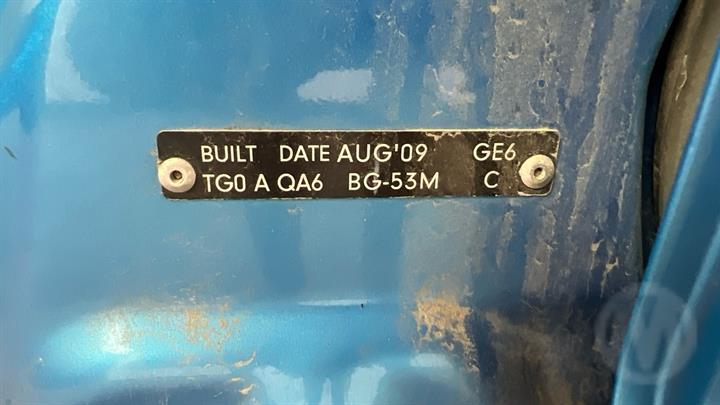 BUILT DATE AUG'09 GE6
TG0 A QA6 BG-53M C